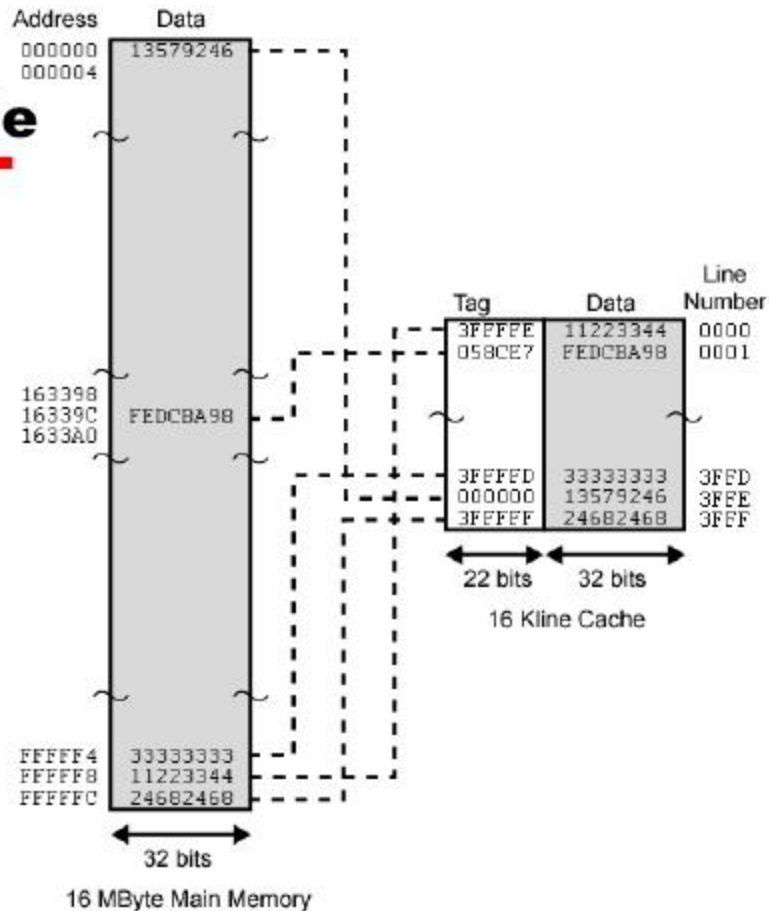 Address Data
000000 13579246
000004
e
163398
16339C FEDCBA98
1633A0
FFFFF4 33333333
FFFFF8 11223344
FFFFFC 24682468
32 bits
16 MByte Main Memory
Line
Tag Data Number
3FFFFE 11223344 0000
058CE7 FEDCBA98 0001
3FFFFD 33333333 3FFD
000000 13579246 3FFE
3FFFFF 24682468 3FFF
22 bits 32 bits
16 Kline Cache